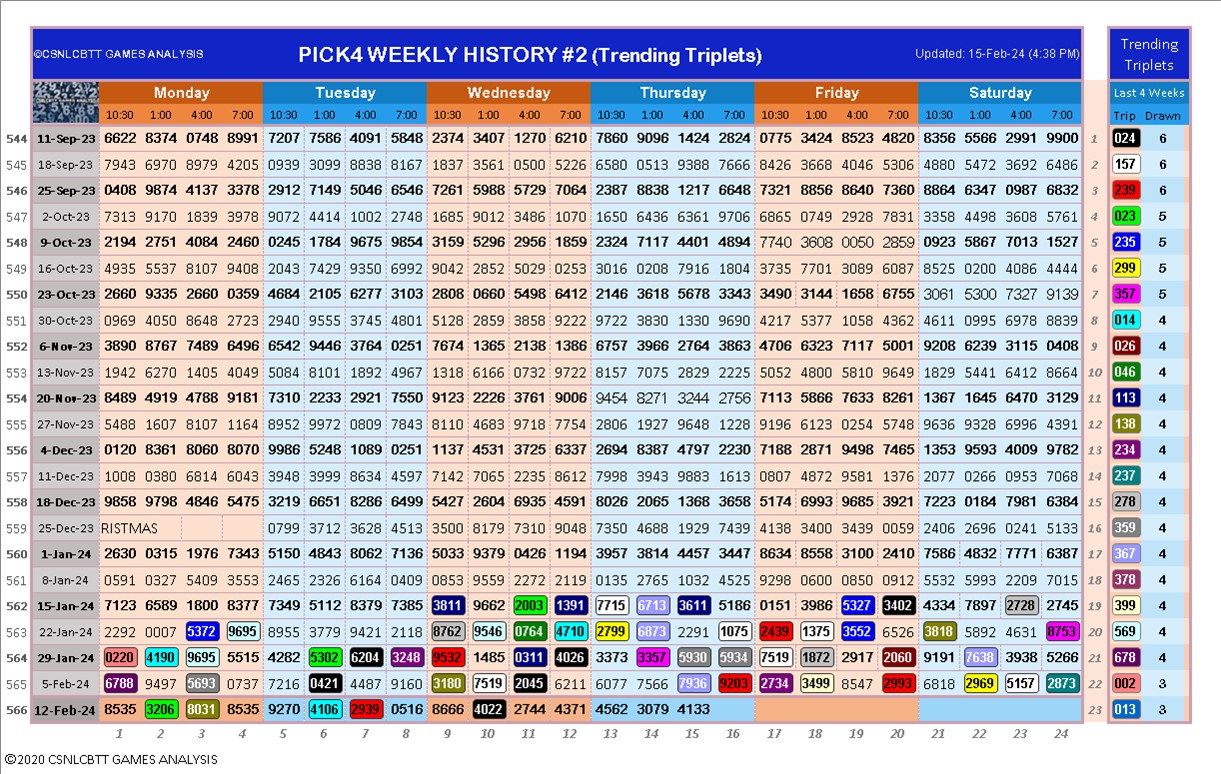 ©CSNLCBTT GAMES ANALYSIS PICK4 WEEKLY HISTORY #2 (Trending Triplets) Updated: 15-Feb-24 (4:38 PM) Trending Triplets
Monday Tuesday Wednesday Thursday Friday Saturday Last 4 Weeks
10:30 1:00 4:00 7:00 10:30 1:00 4:00 7:00 10:30 1:00 4:00 7:00 10:30 1:00 4:00 7:00 10:30 1:00 4:00 7:00 10:30 1:00 4:00 7:00 Trip Drawn
544 11-Sep-23 6622 8374 0748 8991 7207 7586 4091 5848 2374 3407 1270 6210 7860 9096 1424 2824 0775 3424 8523 4820 8356 5566 2991 9900 1 024 6
545 18-Sep-23 7943 6970 8979 4205 0939 3099 8838 8167 1837 3561 0500 5226 6580 0513 9380 7666 8426 3668 4046 5306 4880 5472 3692 6486 2 157 6
546 25-Sep-23 0408 9874 4137 3378 2912 7149 5046 6546 7261 5988 5729 7064 2387 8838 1217 6648 7321 8856 8640 7360 8864 6347 0987 6832 3 239 6
547 2-Oct-23 7313 9170 1839 3978 9072 4414 1002 2748 1685 9012 3486 1070 1650 6436 6361 9706 6865 0749 2928 7831 3358 4498 3608 5761 4 023 5
548 9-Oct-23 2194 2751 4084 2460 0245 1784 9675 9854 3159 5296 2956 1859 2324 7117 4401 4894 7740 3608 0050 2859 0923 5867 7013 1527 5 235 5
549 16-Oct-23 4935 5537 8107 9408 2043 7429 9350 6992 9042 2852 5029 0253 3016 0208 7916 1804 3735 7701 3089 6087 8525 0200 4086 4444 6 299 5
550 23-Oct-23 2660 9335 2660 0359 4684 2105 6277 3103 2808 0660 5498 6412 2146 3618 5678 3343 3490 3144 1658 6755 3061 5300 7327 9139 7 357 5
551 30-Oct-23 0969 4050 8648 2723 2940 9555 3745 4801 5128 2859 3858 9222 9722 3830 1330 9690 4217 5377 1058 4362 4611 0995 6978 8839 8 014 4
552 6-Nov-23 3890 8767 7489 6496 6542 9446 3764 0251 7674 1365 2138 1386 6757 3966 2764 3863 4706 6323 7117 5001 9208 6239 3115 0408 9 026 4
553 13-Nov-23 1942 6270 1405 4049 5084 8101 1892 4967 1318 6166 0732 9722 8157 7075 2829 2225 5052 4800 5810 9649 1829 5441 6412 8664 10 046 4
554 20-Nov-23 8489 4919 4788 9181 7310 2233 2921 7550 9123 2226 3761 9006 9454 8271 3244 2756 7113 5866 7633 8261 1367 1645 6470 3129 11 113 4
555 27-Nov-23 5488 1607 8107 1164 8952 9972 0809 7843 8110 4683 9718 7754 2806 1927 9648 1228 9196 6123 0254 5748 9636 9328 6996 4391 12 138 4
556 4-Dec-23 0120 8361 8060 8070 9986 5248 1089 0251 1137 4531 3725 6337 2694 8387 4797 2230 7188 2871 9498 7465 1353 9593 4009 9782 13 234 4
557 11-Dec-23 1008 0380 6814 6043 3948 3999 8634 4597 1442 7065 2235 8612 7998 3943 9883 1613 0807 4872 9581 1376 2077 0266 0953 7068 14 237 4
558 18-Dec-23 9858 9798 4846 5475 3219 6651 8286 6499 5427 2604 6935 4591 8026 2065 1368 3658 5174 6993 9685 3921 7223 0184 7981 6384 15 278 4
559 25-Dec-23 RISTMAS 0799 3712 3628 4513 3500 8179 7310 9048 7350 4688 1929 7439 4138 3400 3439 0059 2406 2696 0241 5133 16 359 4
560 1-Jan-24 2630 0315 1976 7343 5150 4843 8062 7136 5033 9379 0426 1194 3957 3814 4457 3447 8634 8558 3100 2410 7586 4832 7771 6387 17 367 4
561 8-Jan-24 0591 0327 5409 3553 2465 2326 6164 0409 0853 9559 2272 2119 0135 2765 1032 4525 9298 0600 0850 0912 5532 5993 2209 7015 18 378 4
562 15-Jan-24 7123 6589 1800 8377 7349 5112 8379 7385 3811 9662 2003 1391 7715 6713 3611 5186 0151 3986 5327 3402 4334 7897 2728 2745 19 399 4
563 22-Jan-24 2292 0007 5372 9695 8955 3779 9431 2118 8762 9546 0764 4710 2799 6873 2291 1075 2439 1375 3552 6526 3818 5892 4631 8753 20 569 4
564 29-Jan-24 0220 4190 9695 5515 4282 5302 6204 3248 9532 1485 0311 4026 3373 3357 5930 5934 7519 1872 2917 2060 9191 7638 3938 5266 21 678 4
565 5-Feb-24 6788 9497 5693 0737 7216 0421 4487 9160 3180 7519 2045 6211 6077 7566 7936 9203 2734 3499 8547 2993 6818 2969 5157 2873 22 002 3
566 12-Feb-24 8535 3206 8031 8535 9270 4106 2939 0516 8666 4022 2744 4371 4562 3079 4133 23 013 3
1 2 3 4 5 6 7 8 9 10 11 12 13 14 15 16 17 18 19 20 21 22 23 24
©2020 CSNLCBTT GAMES ANALYSIS